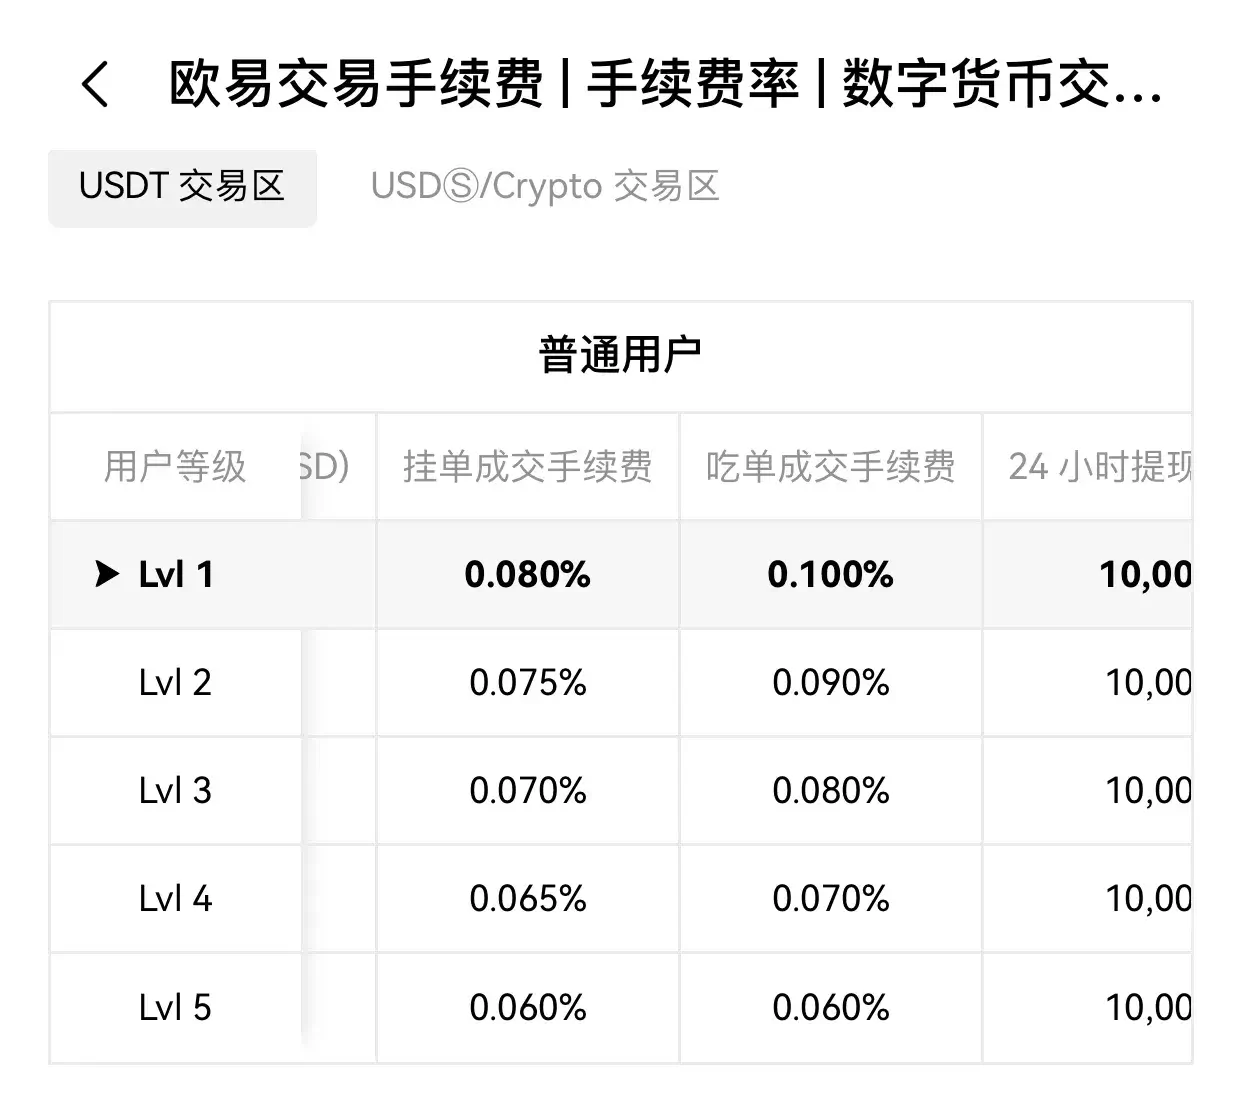 欧易交易手续费 | 手续费率 | 数字货币交...
USDT 交易区 USDⓈ/Crypto 交易区
普通用户
用户等级 SD) 挂单成交手续费 吃单成交手续费 24 小时提现
➤ Lvl 1 0.080% 0.100% 10,00
Lvl 2 0.075% 0.090% 10,00
Lvl 3 0.070% 0.080% 10,00
Lvl 4 0.065% 0.070% 10,00
Lvl 5 0.060% 0.060% 10,00